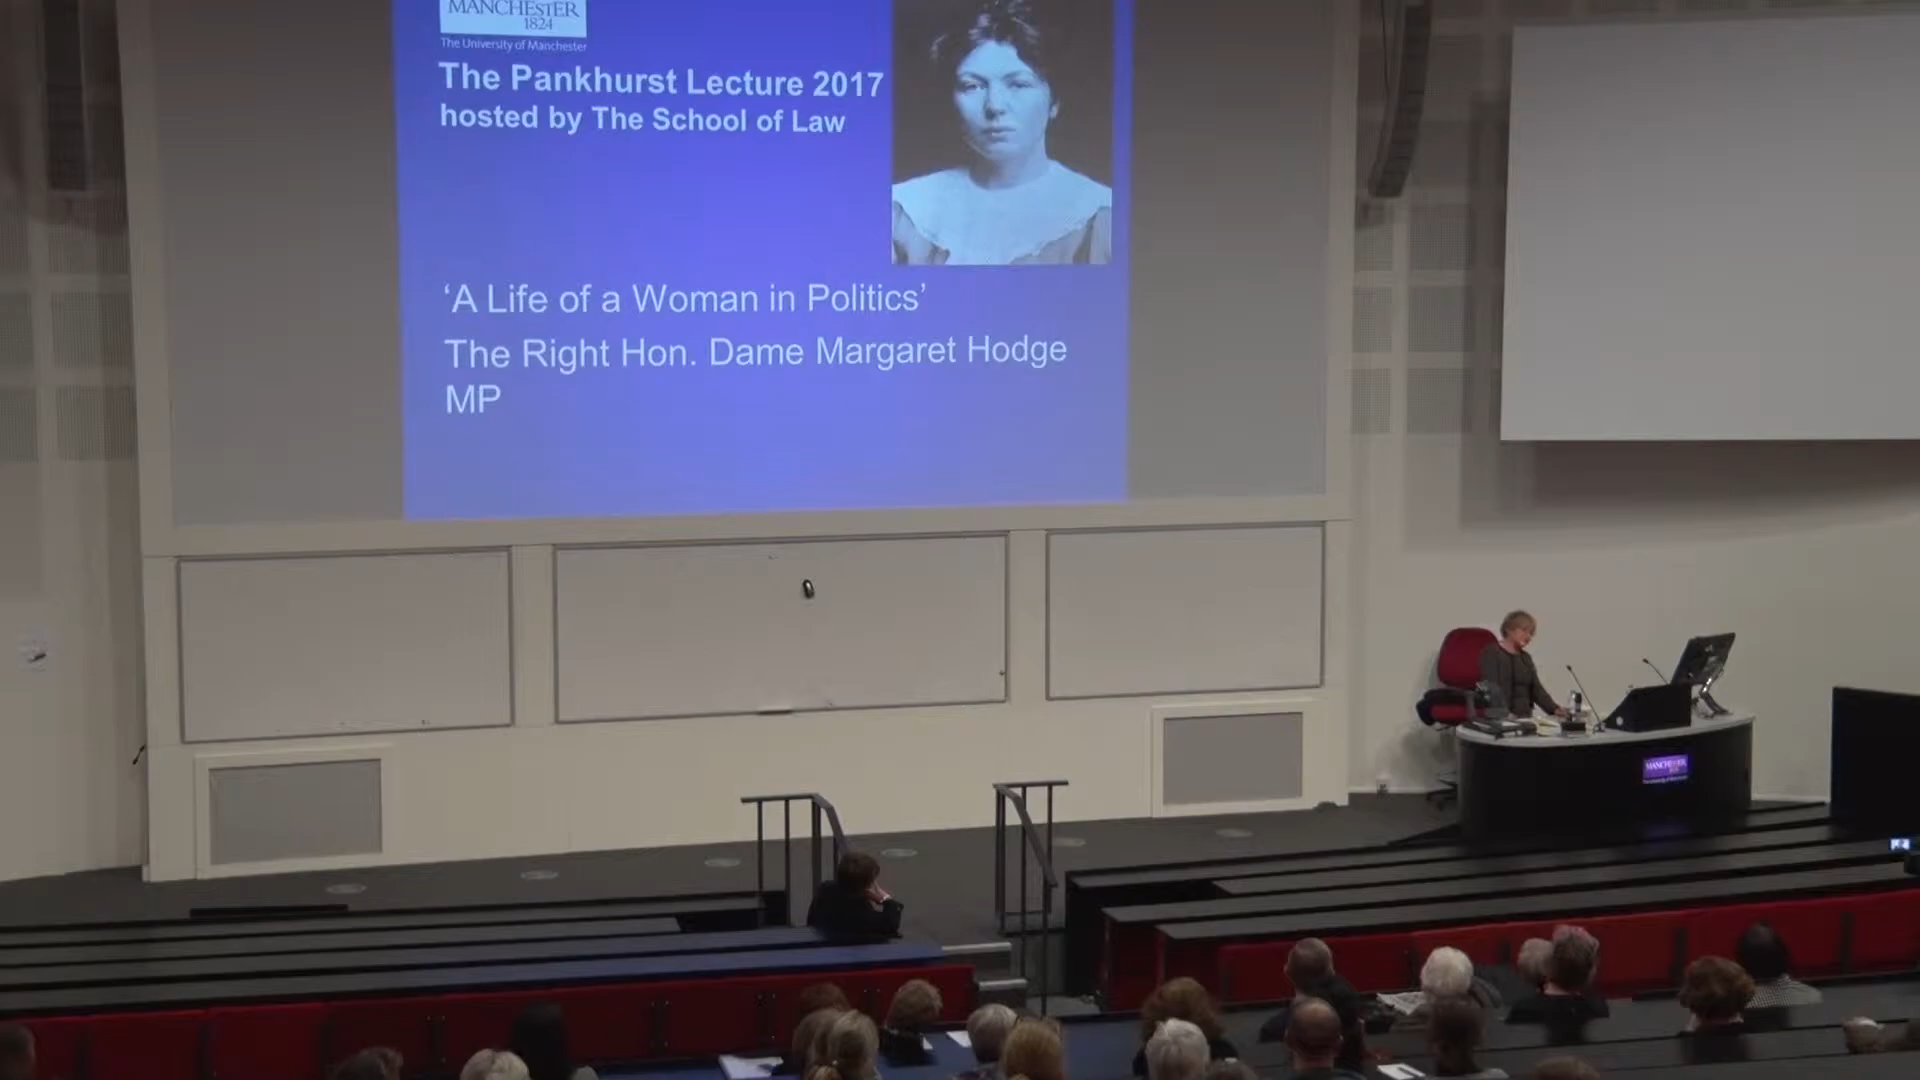 MANCHESTER
1824
The University of Manchester
The Pankhurst Lecture 2017
hosted by The School of Law
‘A Life of a Woman in Politics’
The Right Hon. Dame Margaret Hodge
MP
MANCHESTER